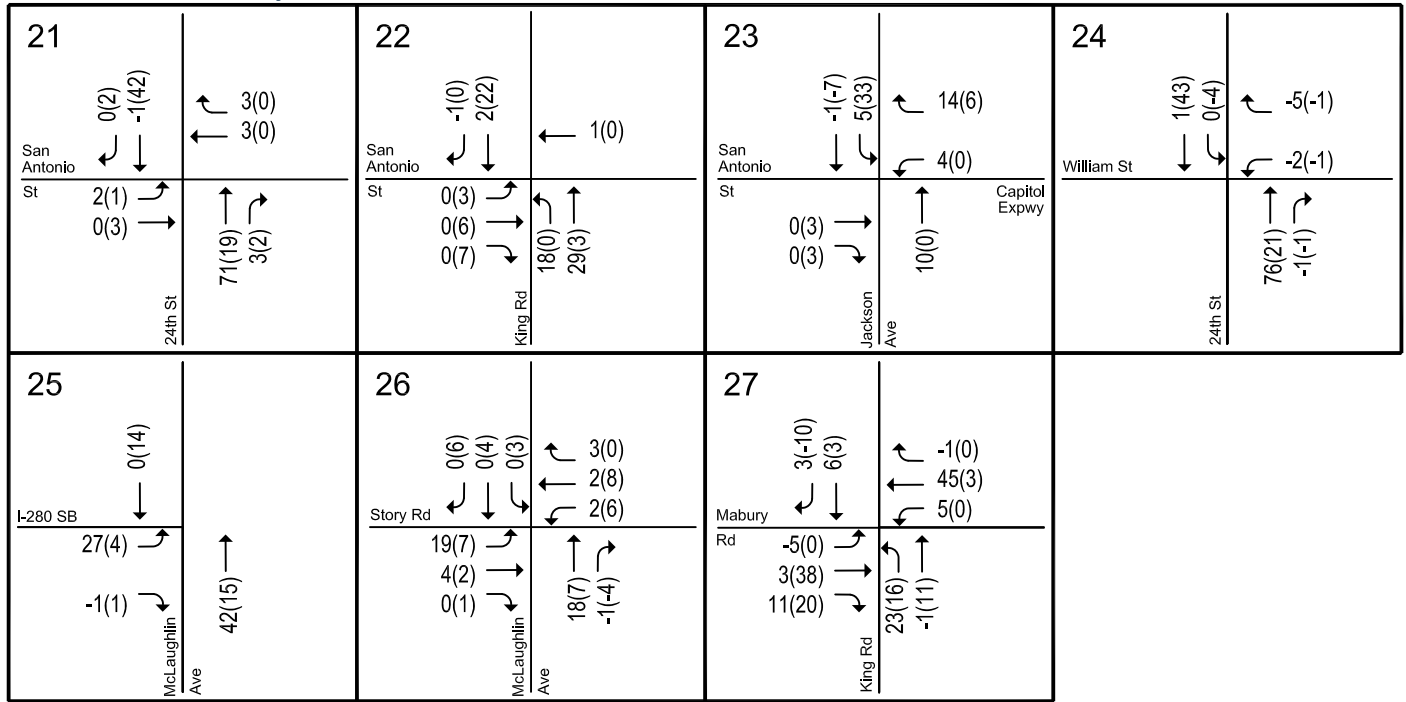 21
0(2)
-1(42)
3(0)
3(0)
San
Antonio
St
2(1)
0(3)
71(19)
3(2)
24th St
22
-1(0)
2(22)
1(0)
San
Antonio
St
0(3)
0(6)
0(7)
18(0)
29(3)
King Rd
23
-1(-7)
5(33)
14(6)
4(0)
San
Antonio
St
Capitol
Expwy
0(3)
0(3)
10(0)
Jackson
Ave
24
1(43)
0(-4)
-5(-1)
-2(-1)
William St
76(21)
-1(-1)
24th St
25
0(14)
I-280 SB
27(4)
-1(1)
42(15)
McLaughlin
Ave
26
0(6)
0(4)
0(3)
3(0)
2(8)
2(6)
Story Rd
19(7)
4(2)
0(1)
18(7)
-1(-4)
McLaughlin
Ave
27
3(-10)
6(3)
-1(0)
45(3)
5(0)
Mabury
Rd
-5(0)
3(38)
11(20)
23(16)
-1(11)
King Rd